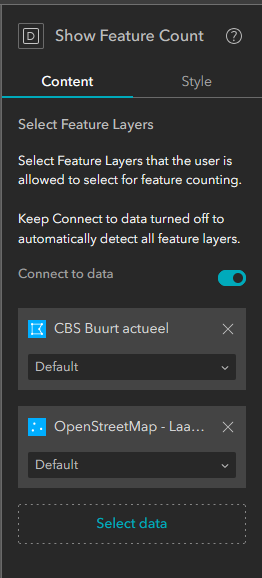 D Show Feature Count ?
Content Style
Select Feature Layers
Select Feature Layers that the user is
allowed to select for feature counting.
Keep Connect to data turned off to
automatically detect all feature layers.
Connect to data
CBS Buurt actueel
Default
OpenStreetMap - Laa...
Default
Select data